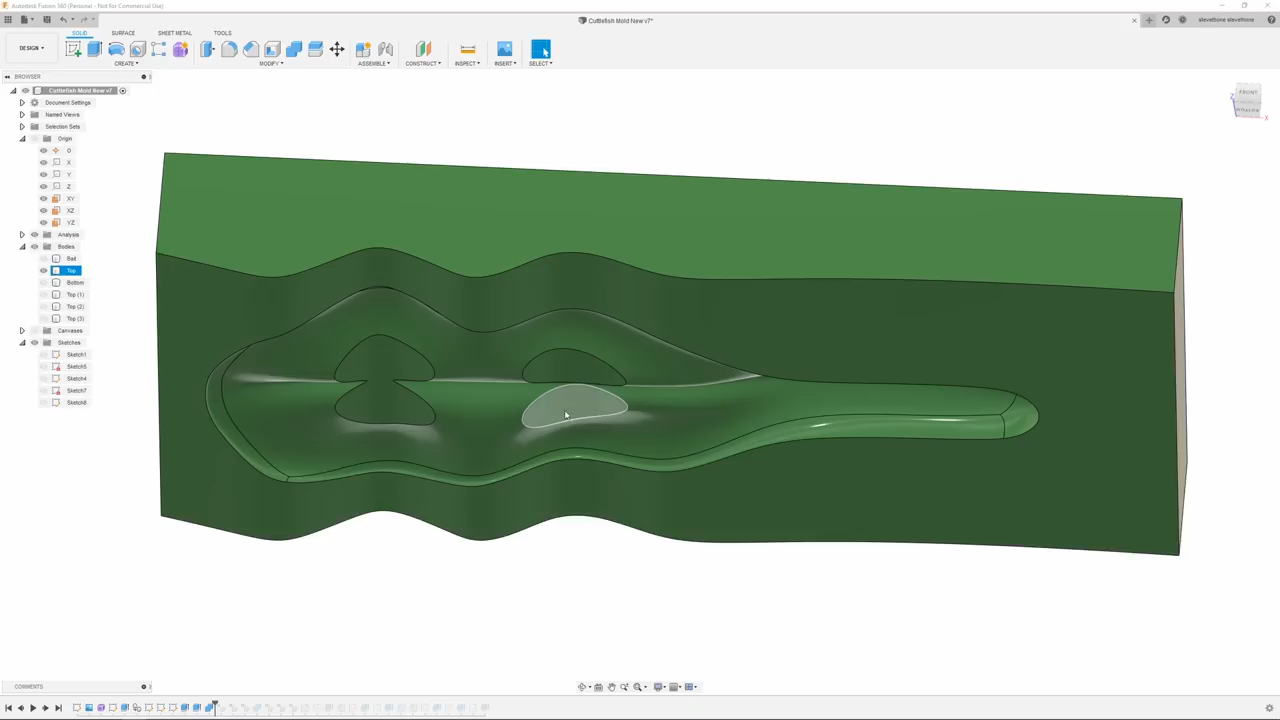 Autodesk Fusion 360 (Personal - Not for Commercial Use)
Cuttlefish Mold New v7*
stevethone stevethone
DESIGN
SOLID
SURFACE
SHEET METAL
TOOLS
CREATE
MODIFY
ASSEMBLE
CONSTRUCT
INSPECT
INSERT
SELECT
BROWSER
Cuttlefish Mold New v7
Document Settings
Named Views
Selection Sets
Origin
O
X
Y
Z
XY
XZ
YZ
Analysis
Bodies
Bait
Top
Bottom
Top (1)
Top (2)
Top (3)
Canvases
Sketches
Sketch1
Sketch5
Sketch4
Sketch7
Sketch8
FRONT
Z
X
COMMENTS